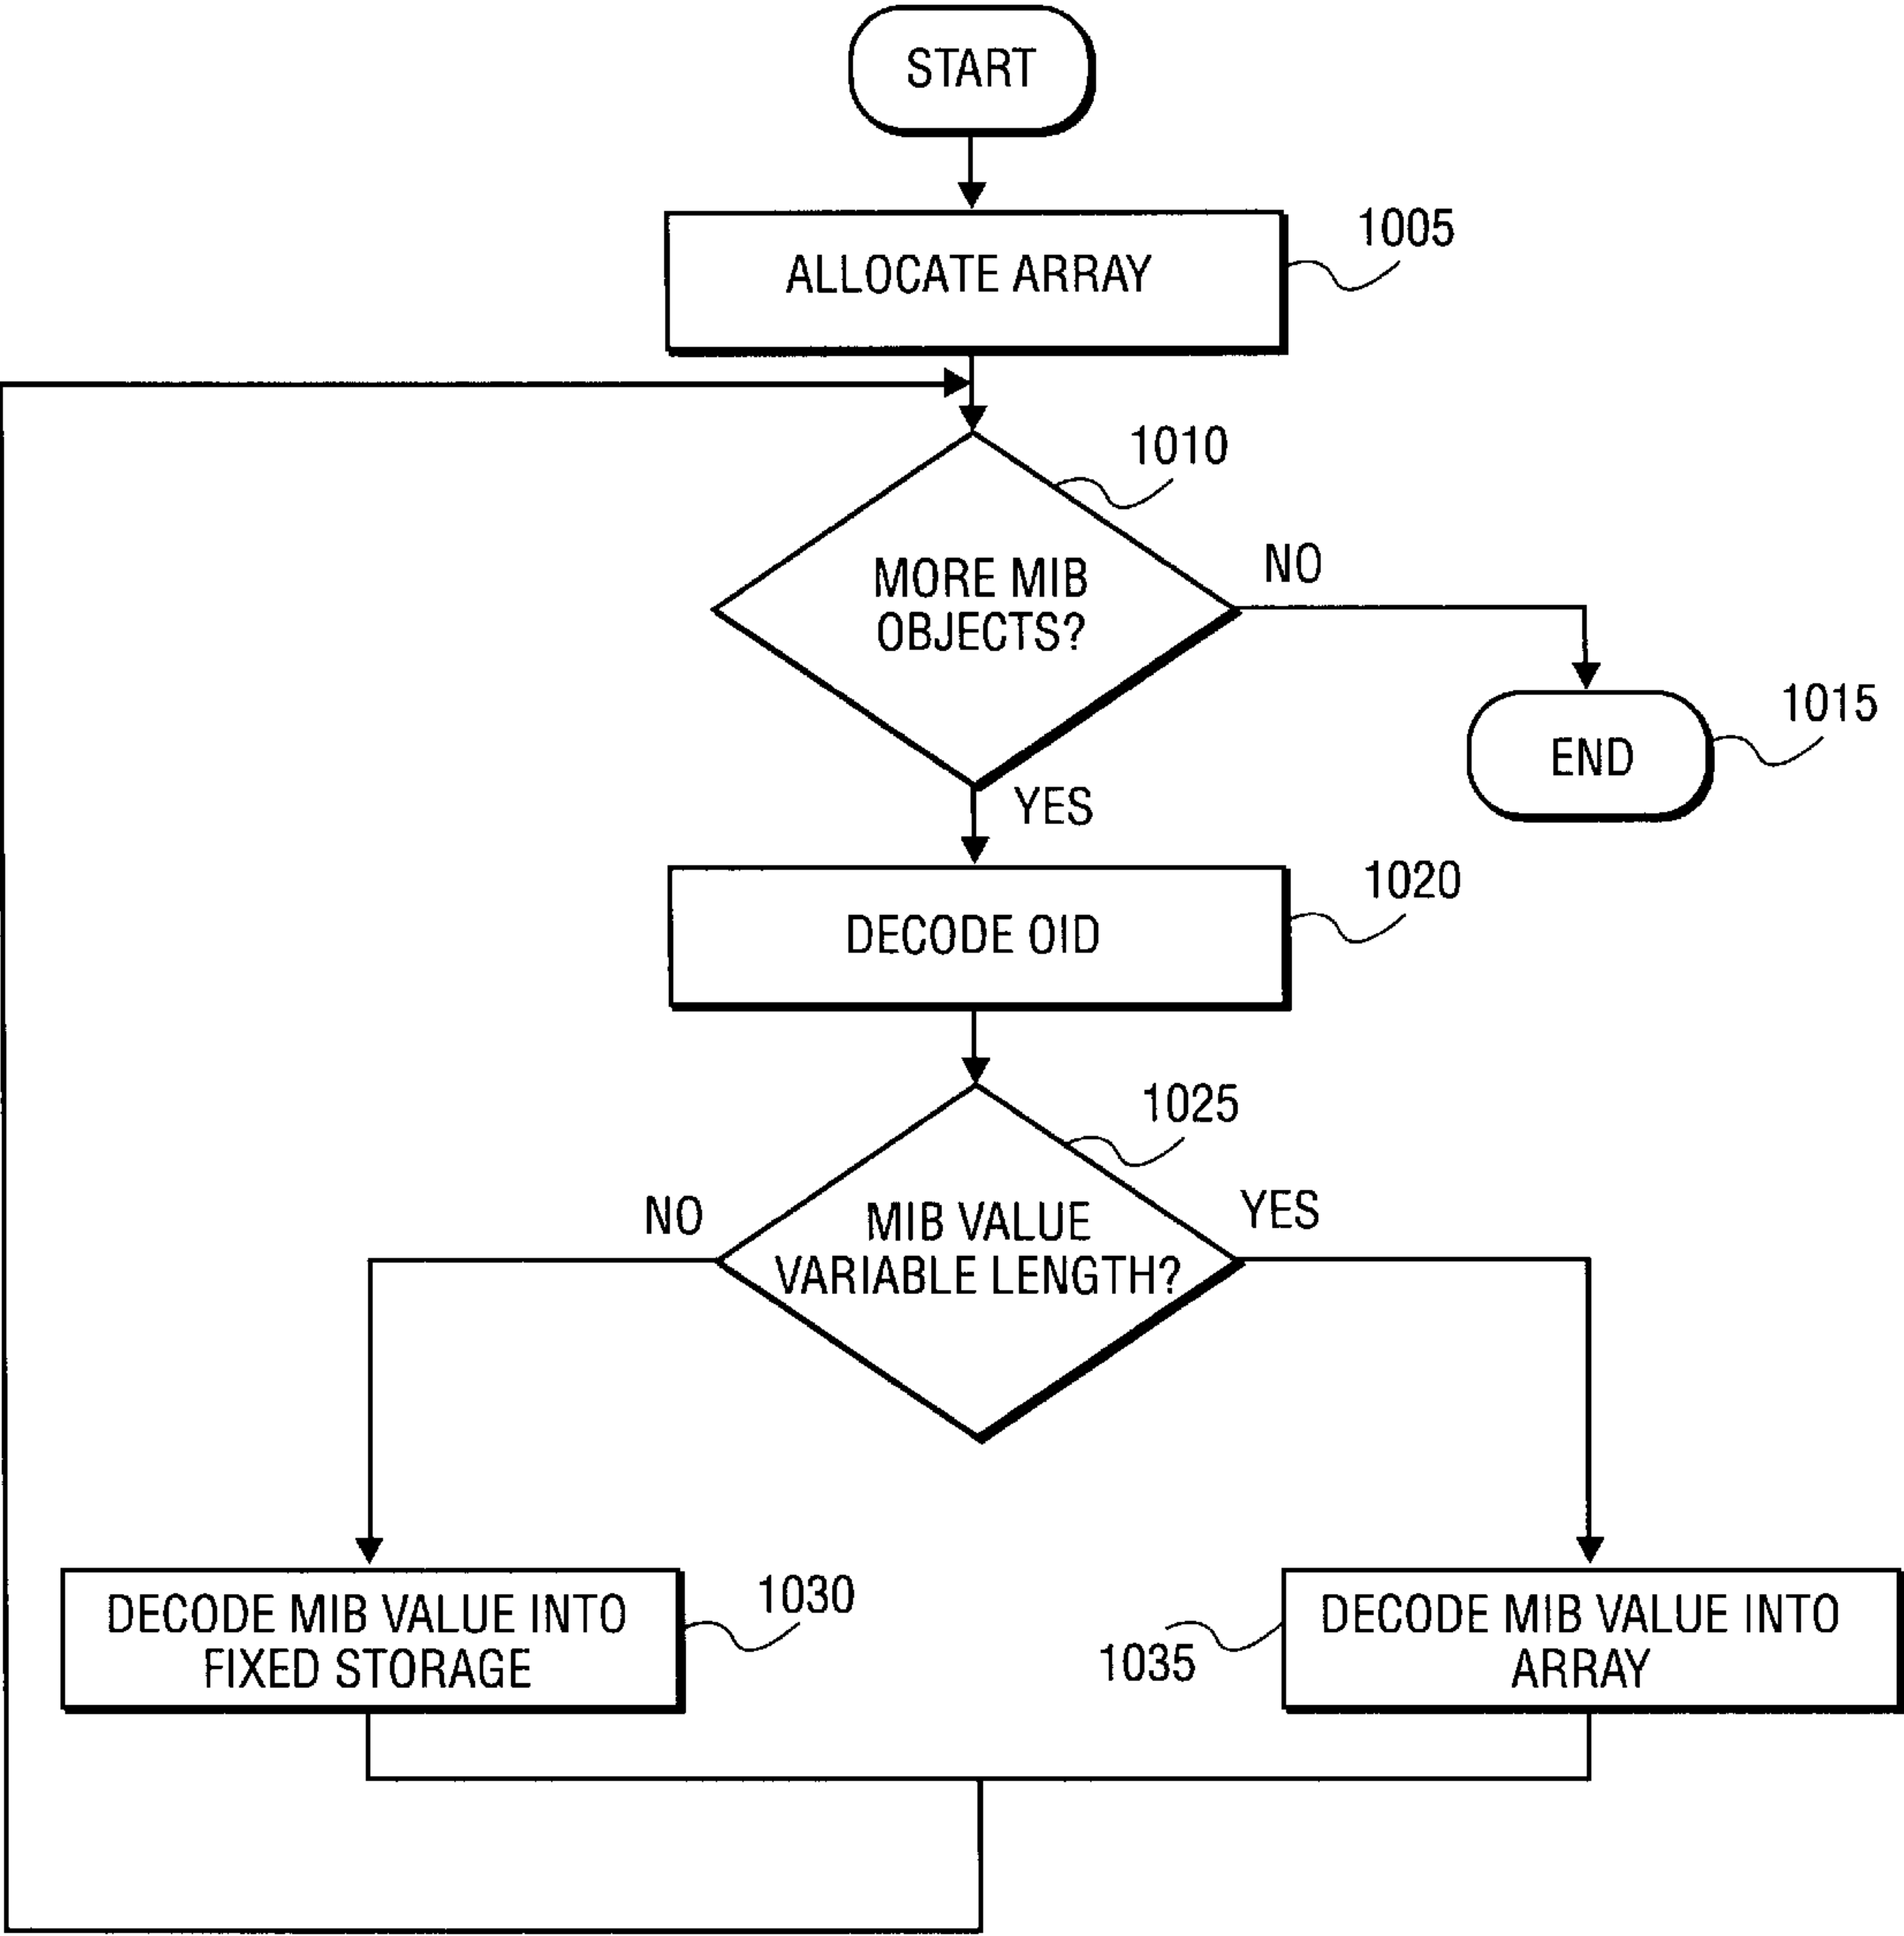 START
ALLOCATE ARRAY
1005
1010
MORE MIB
OBJECTS?
NO
1015
END
YES
1020
DECODE OID
1025
NO
MIB VALUE
VARIABLE LENGTH?
YES
DECODE MIB VALUE INTO
FIXED STORAGE
1030
1035
DECODE MIB VALUE INTO
ARRAY